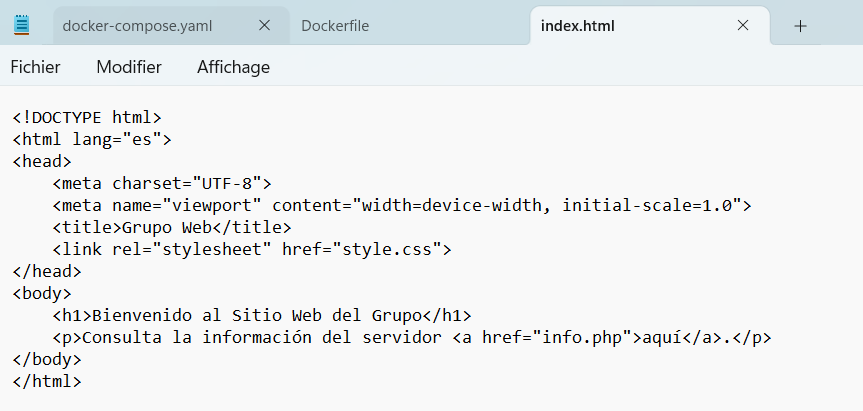 docker-compose.yaml Dockerfile index.html
Fichier Modifier Affichage
<!DOCTYPE html>
<html lang="es">
<head>
    <meta charset="UTF-8">
    <meta name="viewport" content="width=device-width, initial-scale=1.0">
    <title>Grupo Web</title>
    <link rel="stylesheet" href="style.css">
</head>
<body>
    <h1>Bienvenido al Sitio Web del Grupo</h1>
    <p>Consulta la información del servidor <a href="info.php">aquí</a>.</p>
</body>
</html>